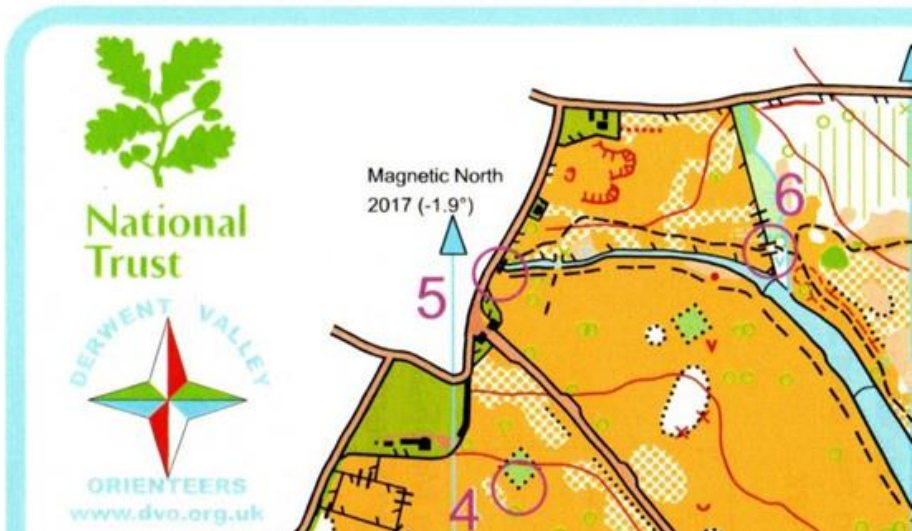 National
Trust
Magnetic North
2017 (-1.9°)
DERWENT VALLEY
ORIENTEERS
www.dvo.org.uk
6
5
4